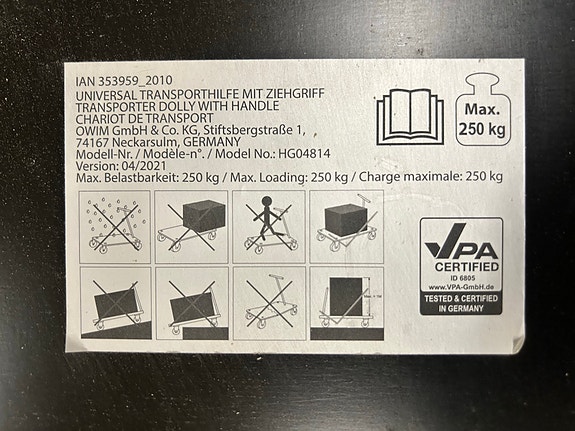 IAN 353959_2010
UNIVERSAL TRANSPORTHILFE MIT ZIEHGRIFF
TRANSPORTER DOLLY WITH HANDLE
CHARIOT DE TRANSPORT
OWIM GmbH & Co. KG, Stiftsbergstraße 1,
74167 Neckarsulm, GERMANY
Modell-Nr. / Modèle-n°. / Model No.: HG04814
Version: 04/2021
Max. Belastbarkeit: 250 kg / Max. Loading: 250 kg / Charge maximale: 250 kg
Max.
250 kg
VPA
CERTIFIED
ID 6805
www.VPA-GmbH.de
TESTED & CERTIFIED
IN GERMANY